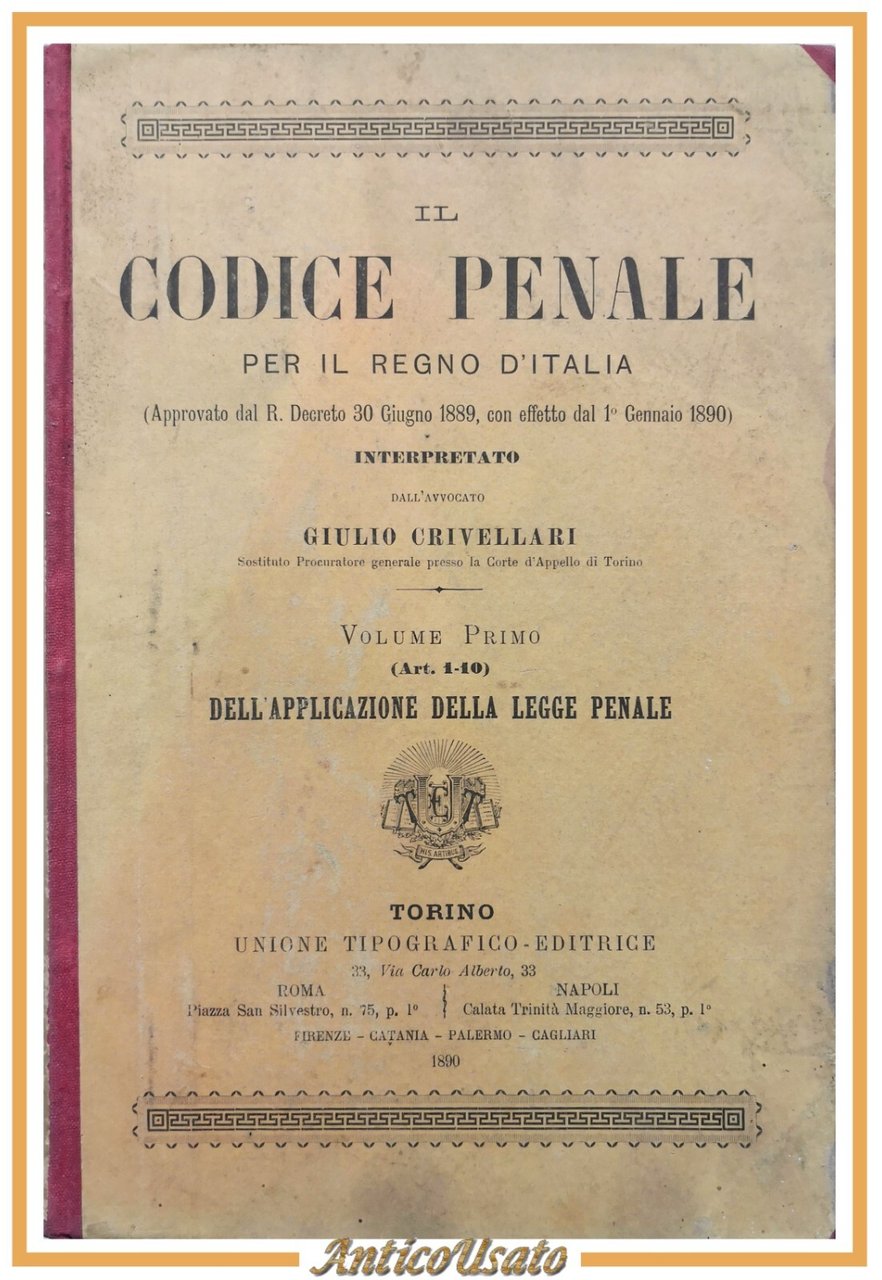 IL
CODICE PENALE
PER IL REGNO D'ITALIA
(Approvato dal R. Decreto 30 Giugno 1889, con effetto dal 1º Gennaio 1890)
INTERPRETATO
DALL'AVVOCATO
GIULIO CRIVELLARI
Sostituto Procuratore generale presso la Corte d'Appello di Torino
VOLUME PRIMO
(Art. 1-10)
DELL'APPLICAZIONE DELLA LEGGE PENALE
UTET
HIS ARTIBUS
TORINO
UNIONE TIPOGRAFICO-EDITRICE
33, Via Carlo Alberto, 33
ROMA
Piazza San Silvestro, n. 75, p. 1º
NAPOLI
Calata Trinità Maggiore, n. 53, p. 1º
FIRENZE - CATANIA - PALERMO - CAGLIARI
1890
AnticoUsato